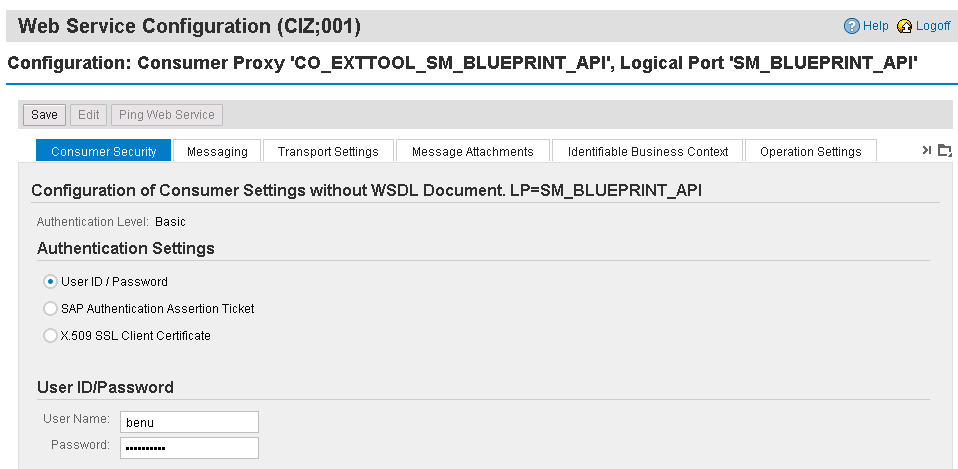 Web Service Configuration (CIZ;001) Help Logoff
Configuration: Consumer Proxy 'CO_EXTTOOL_SM_BLUEPRINT_API', Logical Port 'SM_BLUEPRINT_API'
Save Edit Ping Web Service
Consumer Security Messaging Transport Settings Message Attachments Identifiable Business Context Operation Settings
Configuration of Consumer Settings without WSDL Document. LP=SM_BLUEPRINT_API
Authentication Level: Basic
Authentication Settings
User ID / Password
SAP Authentication Assertion Ticket
X.509 SSL Client Certificate
User ID/Password
User Name: benu
Password: ••••••••••